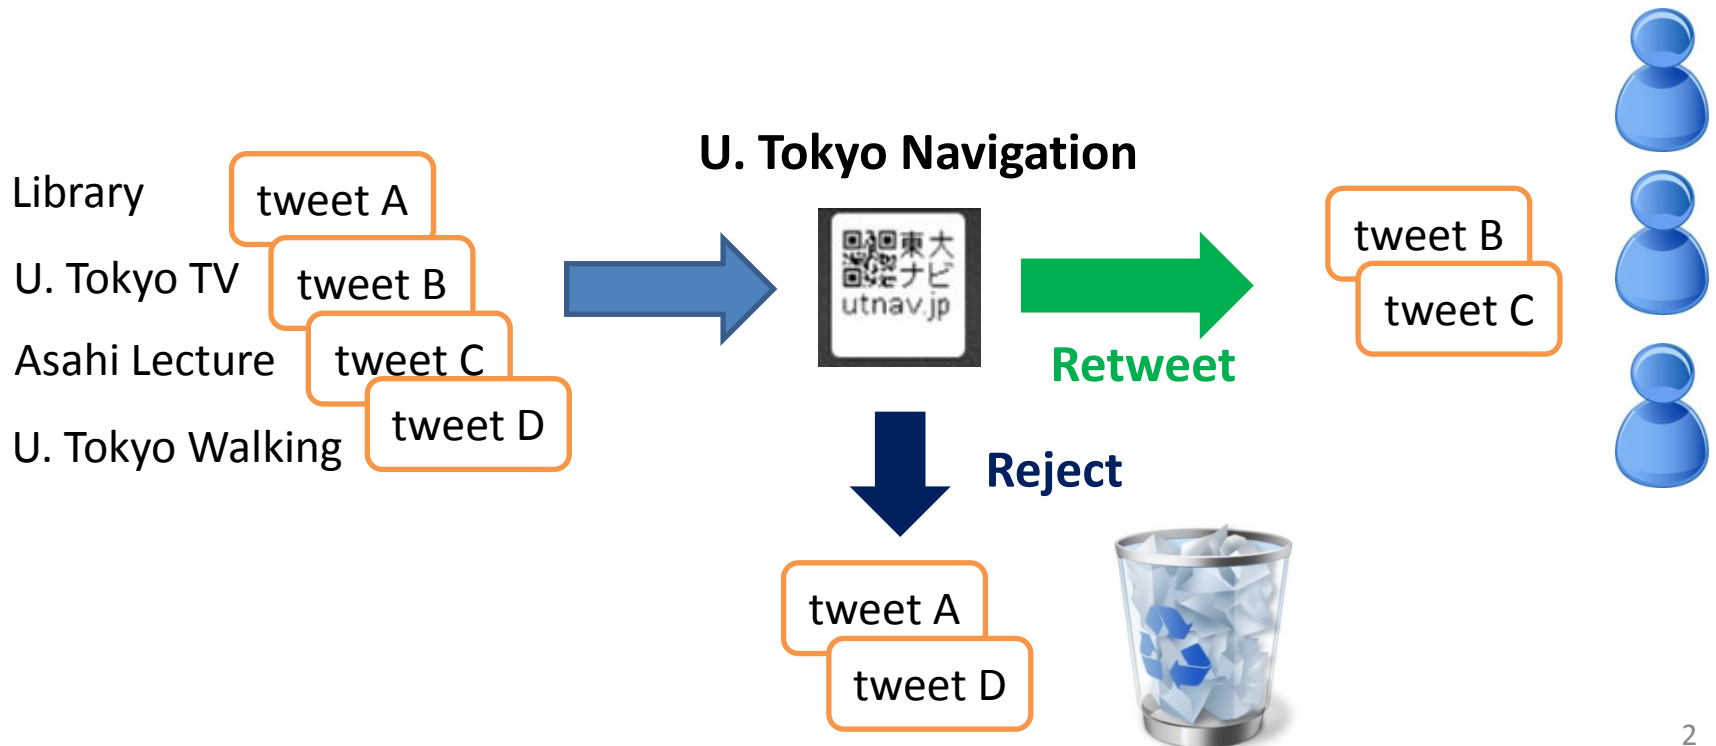 U. Tokyo Navigation
Library
tweet A
U. Tokyo TV
tweet B
Asahi Lecture
tweet C
U. Tokyo Walking
tweet D
東大
ナビ
utnav.jp
Retweet
tweet B
tweet C
Reject
tweet A
tweet D
2